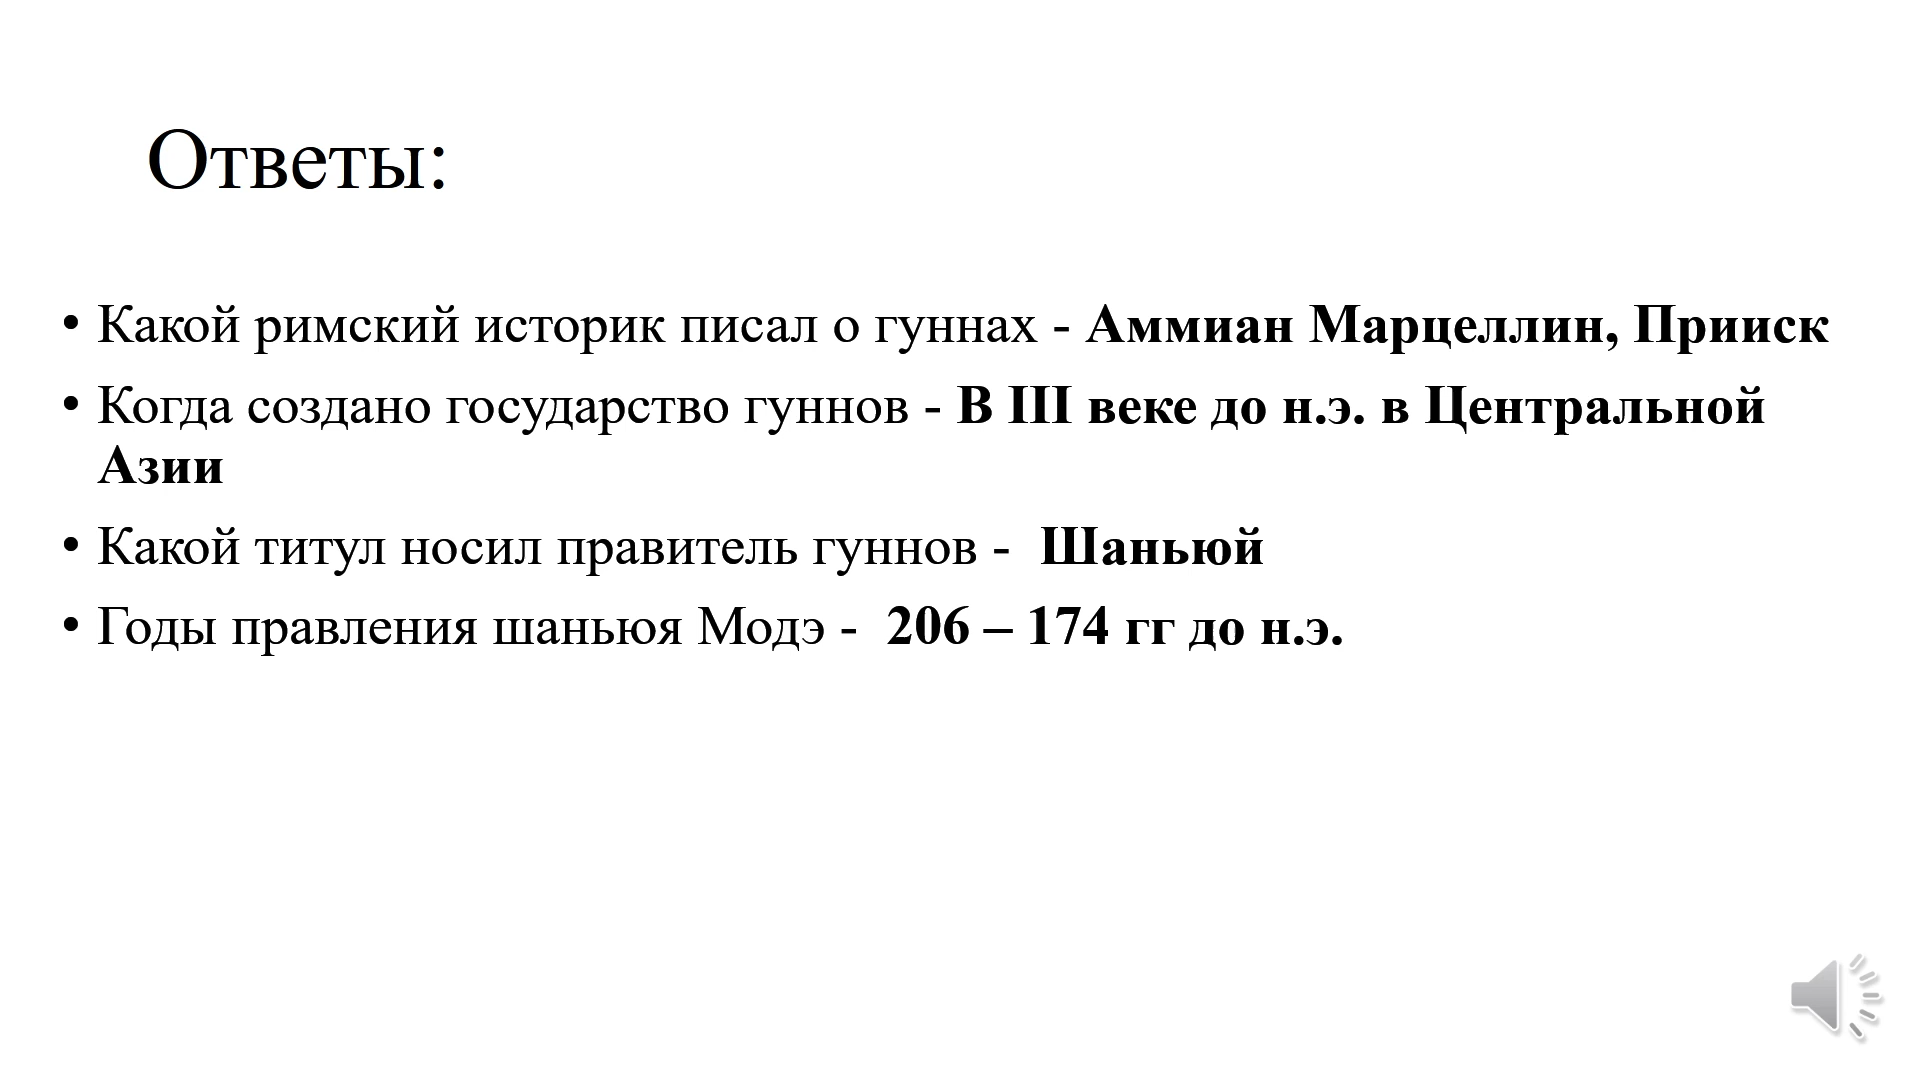 Ответы:
• Какой римский историк писал о гуннах - Аммиан Марцеллин, Прииск
• Когда создано государство гуннов - В III веке до н.э. в Центральной
Азии
• Какой титул носил правитель гуннов -  Шаньюй
• Годы правления шаньюя Модэ -  206 – 174 гг до н.э.